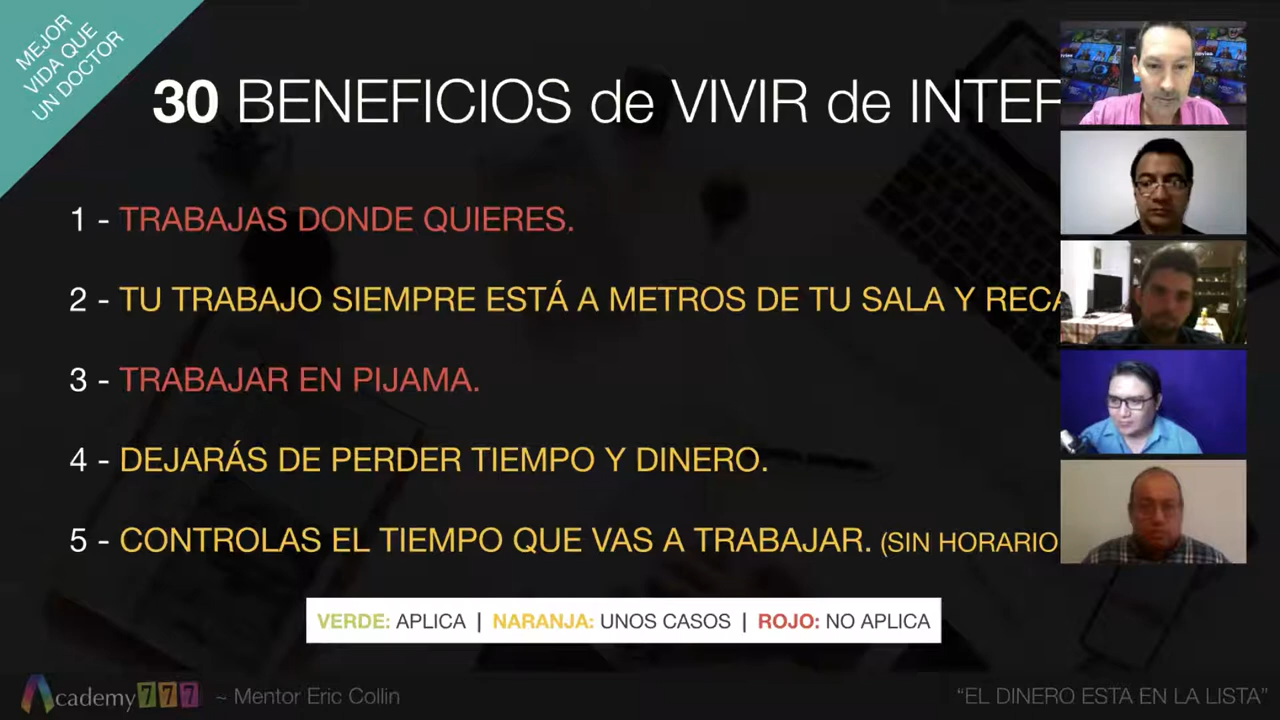 MEJOR
VIDA QUE
UN DOCTOR
30 BENEFICIOS de VIVIR de INTER
1 - TRABAJAS DONDE QUIERES.
2 - TU TRABAJO SIEMPRE ESTÁ A METROS DE TU SALA Y RECA
3 - TRABAJAR EN PIJAMA.
4 - DEJARÁS DE PERDER TIEMPO Y DINERO.
5 - CONTROLAS EL TIEMPO QUE VAS A TRABAJAR. (SIN HORARIO
VERDE: APLICA | NARANJA: UNOS CASOS | ROJO: NO APLICA
Academy777 ~ Mentor Eric Collin
“EL DINERO ESTA EN LA LISTA”